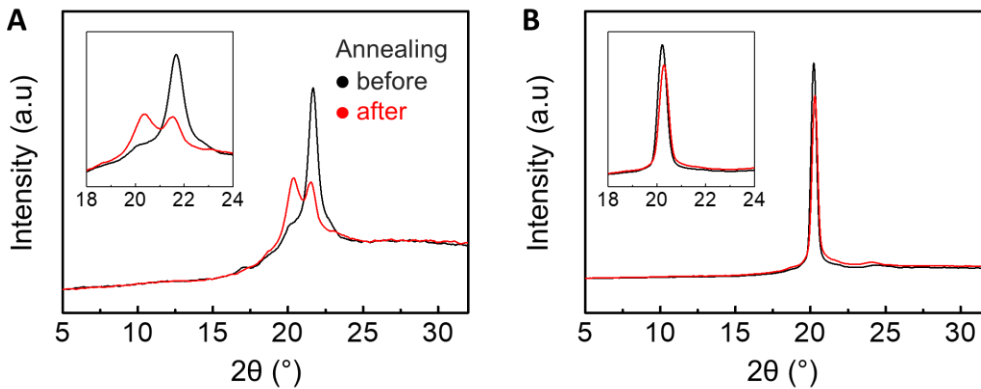 A
Intensity (a.u)
18 20 22 24
Annealing
before
after
5 10 15 20 25 30
2θ (°)
B
Intensity (a.u)
18 20 22 24
5 10 15 20 25 30
2θ (°)